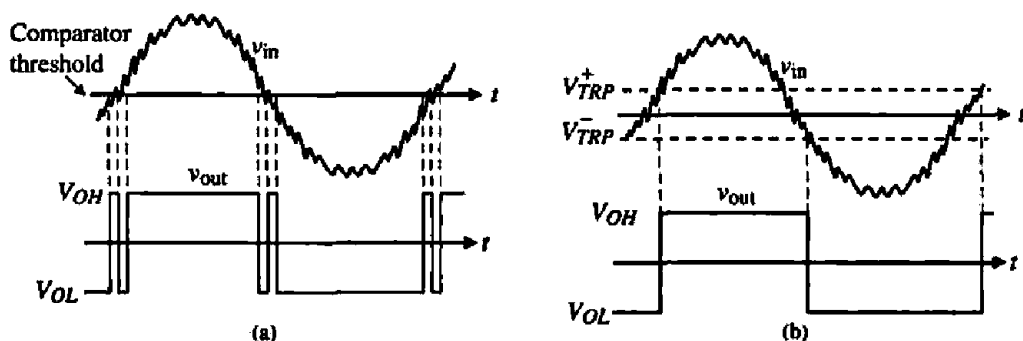 Comparator
threshold
v_in
t
V_OH
v_out
t
V_OL
(a)
V_TRP^+
v_in
t
V_TRP^-
V_OH
v_out
t
V_OL
(b)